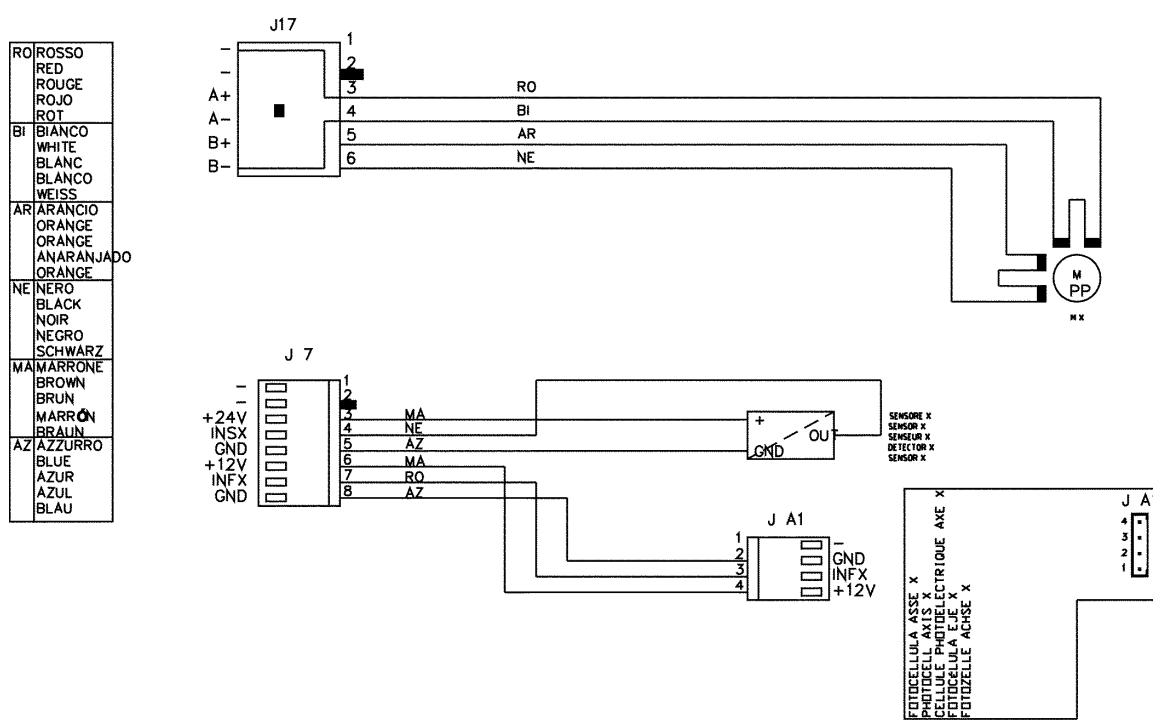 RO ROSSO
RED
ROUGE
ROJO
ROT
BI BIANCO
WHITE
BLANC
BLANCO
WEISS
AR ARANCIO
ORANGE
ORANGE
ANARANJADO
ORANGE
NE NERO
BLACK
NOIR
NEGRO
SCHWARZ
MA MARRONE
BROWN
BRUN
MARRÓN
BRAUN
AZ AZZURRO
BLUE
AZUR
AZUL
BLAU
J17
- 1
- 2
A+ 3 RO
A- 4 BI
B+ 5 AR
B- 6 NE
M
PP
MX
J 7
- 1
- 2
+24V 3 MA
INSX 4 NE
GND 5 AZ
+12V 6 MA
INFX 7 RO
GND 8 AZ
+
GND
OUT
SENSORE X
SENSOR X
SENSEUR X
DETECTOR X
SENSOR X
J A1
1 -
2 GND
3 INFX
4 +12V
J A1
4
3
2
1
FOTOCELLULA ASSE X
PHOTOCELL AXIS X
CELLULE PHOTOELECTRIQUE AXE X
FOTOCÉLULA EJE X
FOTOZELLE ACHSE X